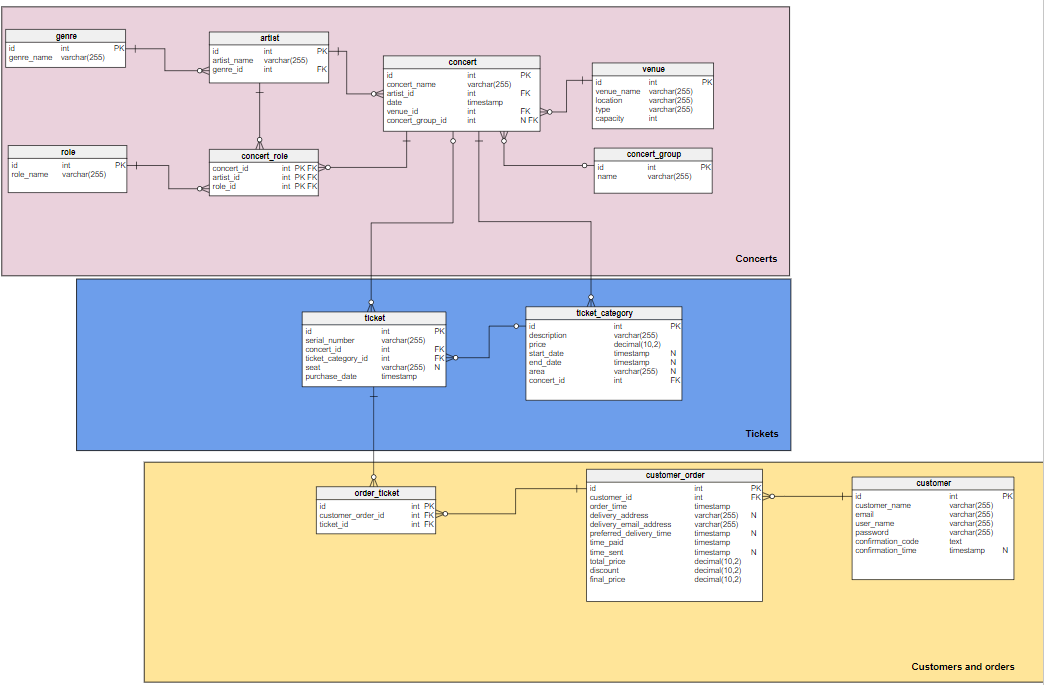 genre
id int PK
genre_name varchar(255)
artist
id int PK
artist_name varchar(255)
genre_id int FK
concert
id int PK
concert_name varchar(255)
artist_id int FK
date timestamp
venue_id int FK
concert_group_id int N FK
venue
id int PK
venue_name varchar(255)
location varchar(255)
type varchar(255)
capacity int
role
id int PK
role_name varchar(255)
concert_role
concert_id int PK FK
artist_id int PK FK
role_id int PK FK
concert_group
id int PK
name varchar(255)
Concerts
ticket
id int PK
serial_number varchar(255)
concert_id int FK
ticket_category_id int FK
seat varchar(255) N
purchase_date timestamp
ticket_category
id int PK
description varchar(255)
price decimal(10,2)
start_date timestamp N
end_date timestamp N
area varchar(255) N
concert_id int FK
Tickets
order_ticket
id int PK
customer_order_id int FK
ticket_id int FK
customer_order
id int PK
customer_id int FK
order_time timestamp
delivery_address varchar(255) N
delivery_email_address varchar(255)
preferred_delivery_time timestamp N
time_paid timestamp
time_sent timestamp N
total_price decimal(10,2)
discount decimal(10,2)
final_price decimal(10,2)
customer
id int PK
customer_name varchar(255)
email varchar(255)
user_name varchar(255)
password varchar(255)
confirmation_code text
confirmation_time timestamp N
Customers and orders